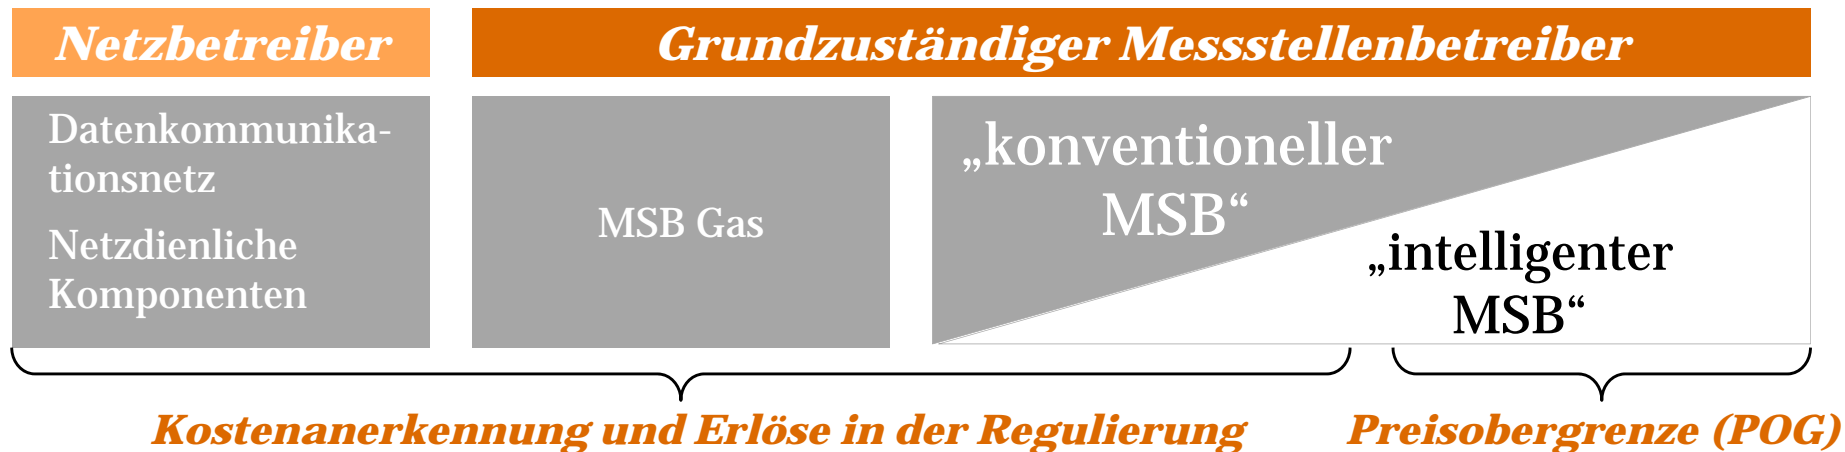 Netzbetreiber
Grundzuständiger Messstellenbetreiber
Datenkommunika-
tionsnetz
Netzdienliche
Komponenten
MSB Gas
„konventioneller
MSB“
„intelligenter
MSB“
Kostenanerkennung und Erlöse in der Regulierung
Preisobergrenze (POG)